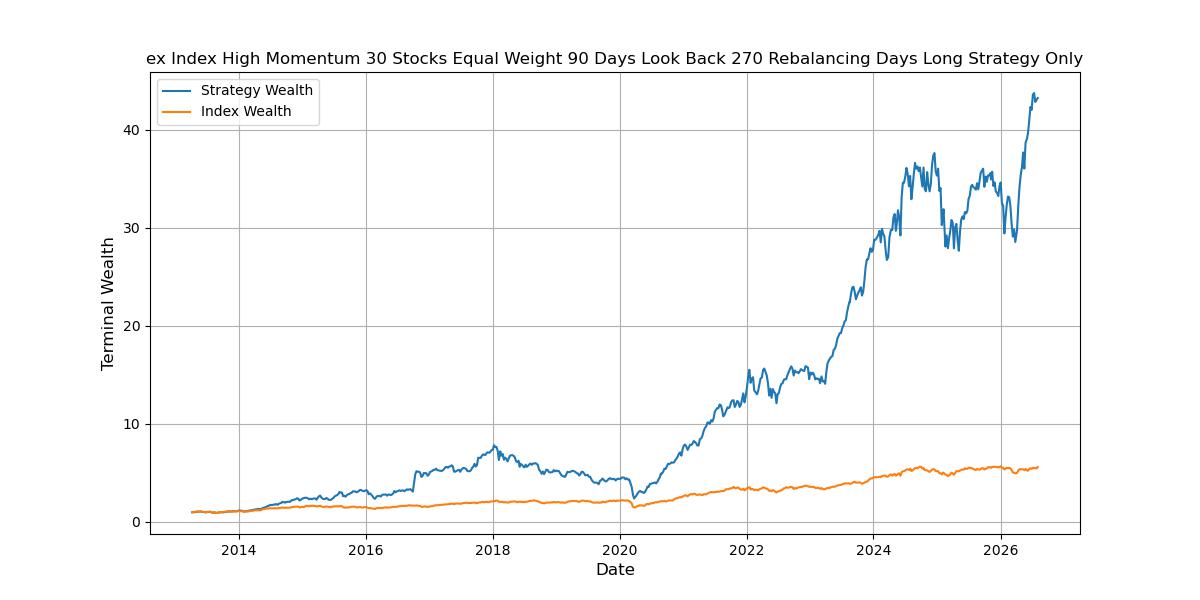 ex Index High Momentum 30 Stocks Equal Weight 90 Days Look Back 270 Rebalancing Days Long Strategy Only
Strategy Wealth
Index Wealth
40
30
20
10
0
Terminal Wealth
2014 2016 2018 2020 2022 2024 2026
Date